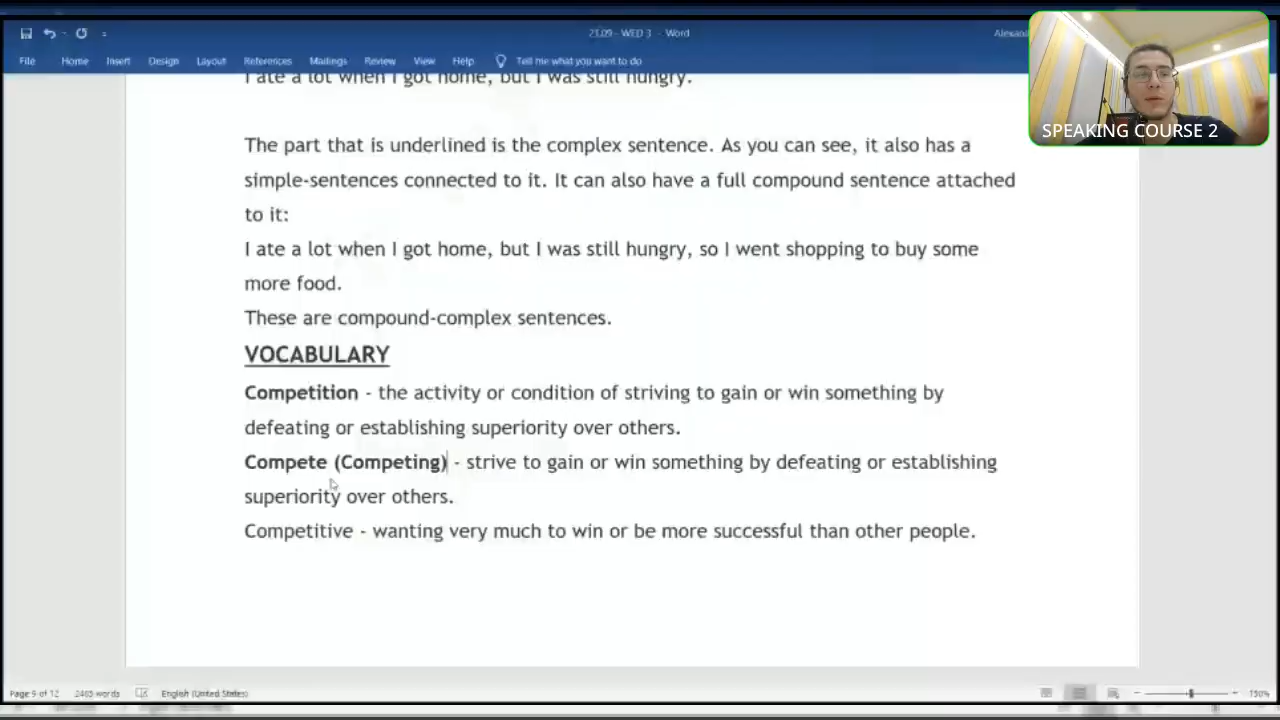 23.09 - WED 3 - Word
File Home Insert Design Layout References Mailings Review View Help Tell me what you want to do
SPEAKING COURSE 2
I ate a lot when I got home, but I was still hungry.
The part that is underlined is the complex sentence. As you can see, it also has a
simple-sentences connected to it. It can also have a full compound sentence attached
to it:
I ate a lot when I got home, but I was still hungry, so I went shopping to buy some
more food.
These are compound-complex sentences.
VOCABULARY
Competition - the activity or condition of striving to gain or win something by
defeating or establishing superiority over others.
Compete (Competing) - strive to gain or win something by defeating or establishing
superiority over others.
Competitive - wanting very much to win or be more successful than other people.
Page 9 of 12 English (United States) 150%